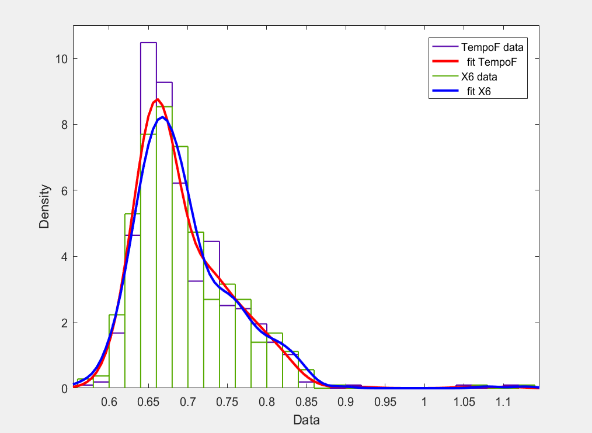 10
8
6
4
2
0
0.6 0.65 0.7 0.75 0.8 0.85 0.9 0.95 1 1.05 1.1
Density
Data
TempoF data
fit TempoF
X6 data
fit X6